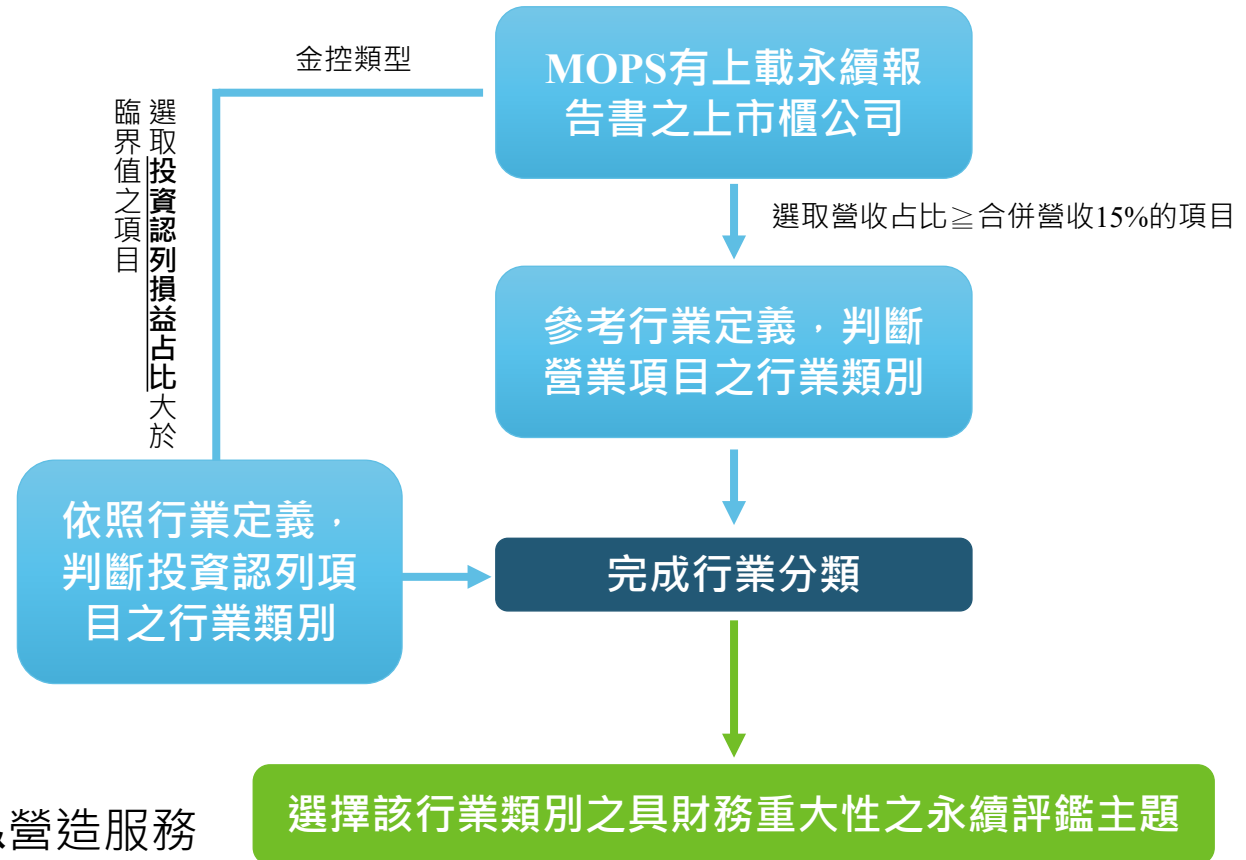 金控類型
MOPS有上載永續報
告書之上市櫃公司
選取投資認列損益占比大於
臨界值之項目
選取營收占比≧合併營收15%的項目
參考行業定義，判斷
營業項目之行業類別
依照行業定義，
判斷投資認列項
目之行業類別
完成行業分類
選擇該行業類別之具財務重大性之永續評鑑主題
營造服務